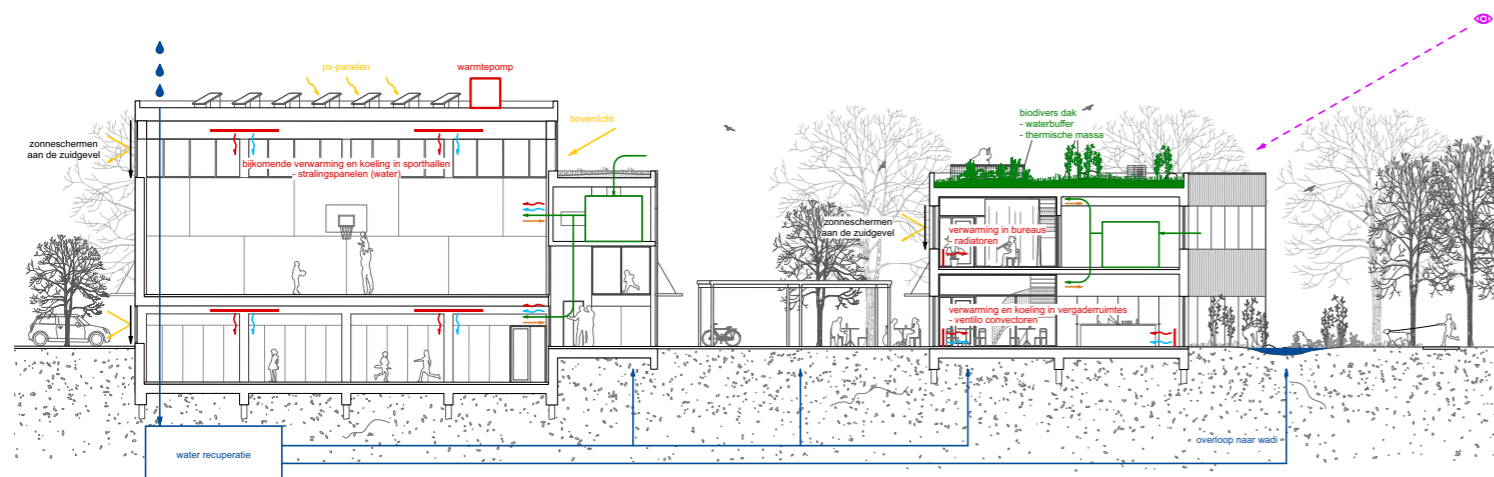 pv-panelen
warmtepomp
bovenlicht
zonneschermen
aan de zuidgevel
bijkomende verwarming en koeling in sporthallen
- stralingspanelen (water)
biodivers dak
- waterbuffer
- thermische massa
zonneschermen
aan de zuidgevel
verwarming in bureaus
- radiatoren
verwarming en koeling in vergaderruimtes
- ventilo convectoren
water recuperatie
overloop naar wadi